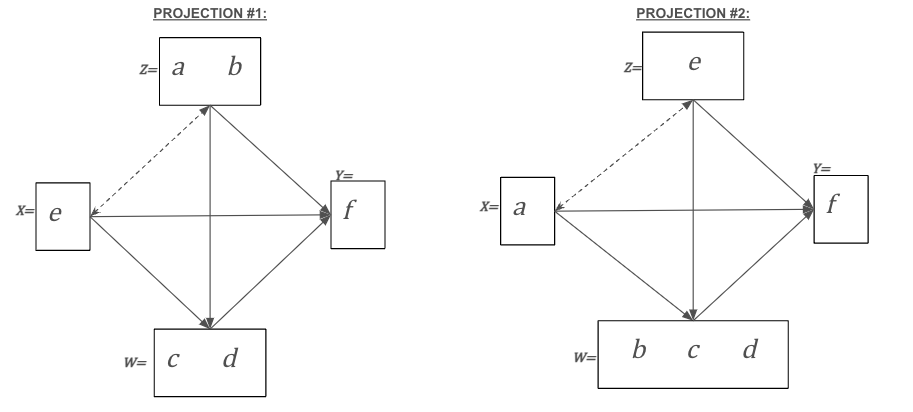 PROJECTION #1:
Z= a b
X= e
Y= f
W= c d
PROJECTION #2:
Z= e
X= a
Y= f
W= b c d